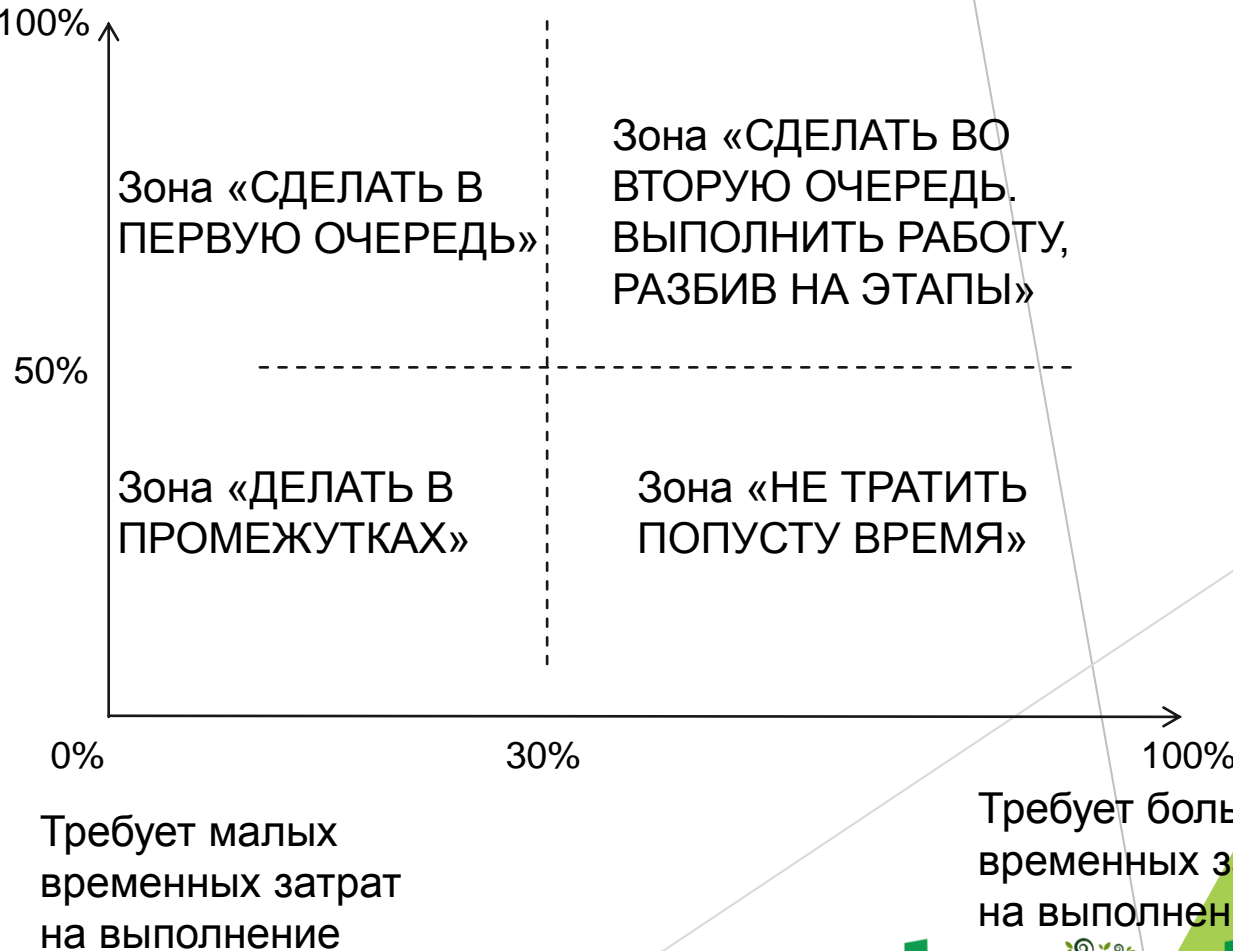 100%
Зона «СДЕЛАТЬ ВО
ВТОРУЮ ОЧЕРЕДЬ.
ВЫПОЛНИТЬ РАБОТУ,
РАЗБИВ НА ЭТАПЫ»
Зона «СДЕЛАТЬ В
ПЕРВУЮ ОЧЕРЕДЬ»
50%
Зона «ДЕЛАТЬ В
ПРОМЕЖУТКАХ»
Зона «НЕ ТРАТИТЬ
ПОПУСТУ ВРЕМЯ»
0%
30%
100%
Требует малых
временных затрат
на выполнение
Требует
временных
на